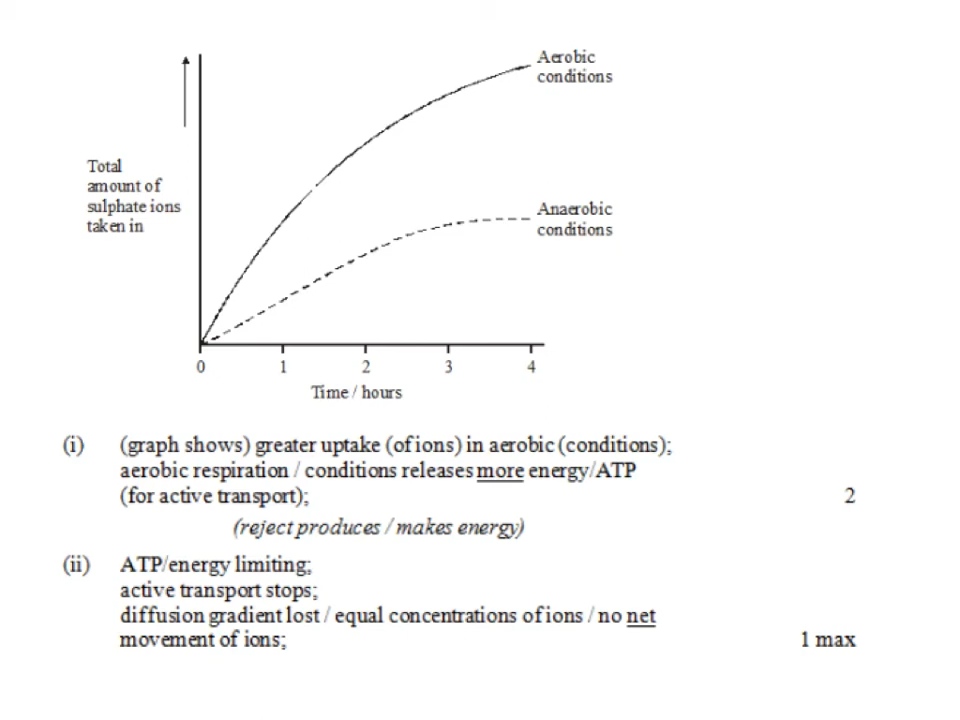 Aerobic
conditions
Total
amount of
sulphate ions
taken in
Anaerobic
conditions
0 1 2 3 4
Time / hours
(i) (graph shows) greater uptake (of ions) in aerobic (conditions);
aerobic respiration / conditions releases more energy/ATP
(for active transport); 2
(reject produces / makes energy)
(ii) ATP/energy limiting;
active transport stops;
diffusion gradient lost / equal concentrations of ions / no net
movement of ions; 1 max